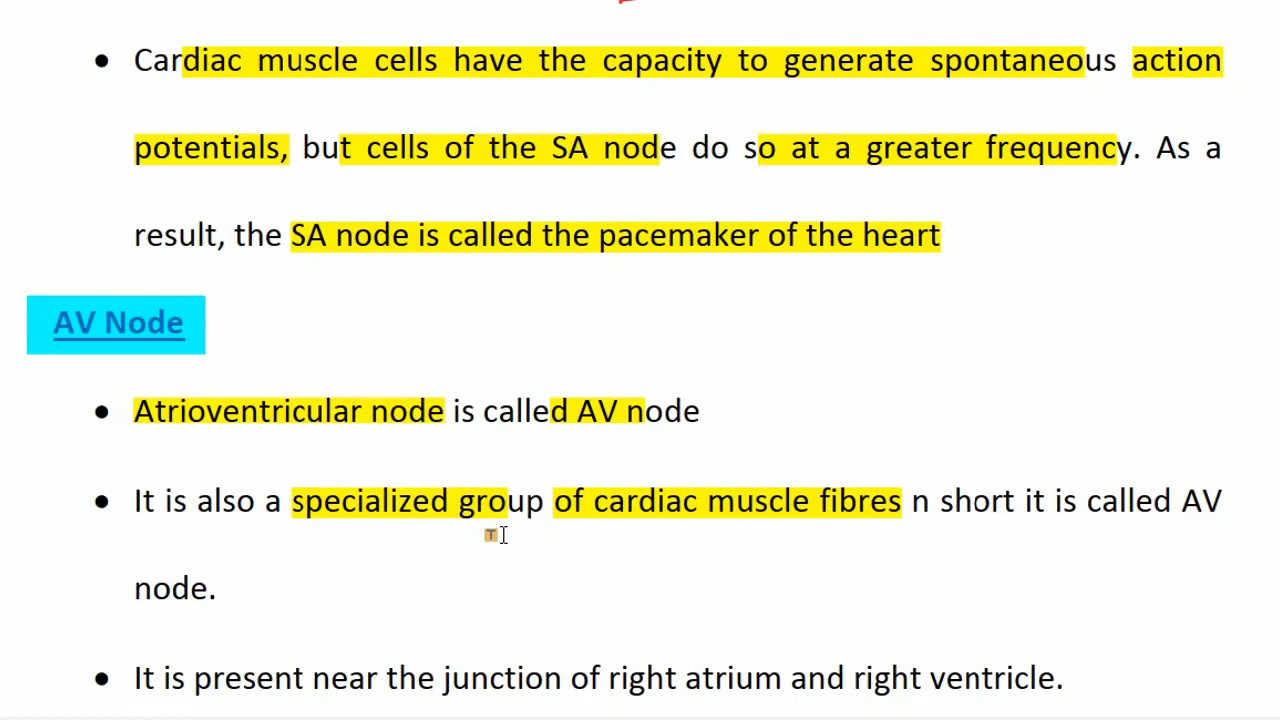 • Cardiac muscle cells have the capacity to generate spontaneous action
potentials, but cells of the SA node do so at a greater frequency. As a
result, the SA node is called the pacemaker of the heart
AV Node
• Atrioventricular node is called AV node
• It is also a specialized group of cardiac muscle fibres n short it is called AV
node.
• It is present near the junction of right atrium and right ventricle.